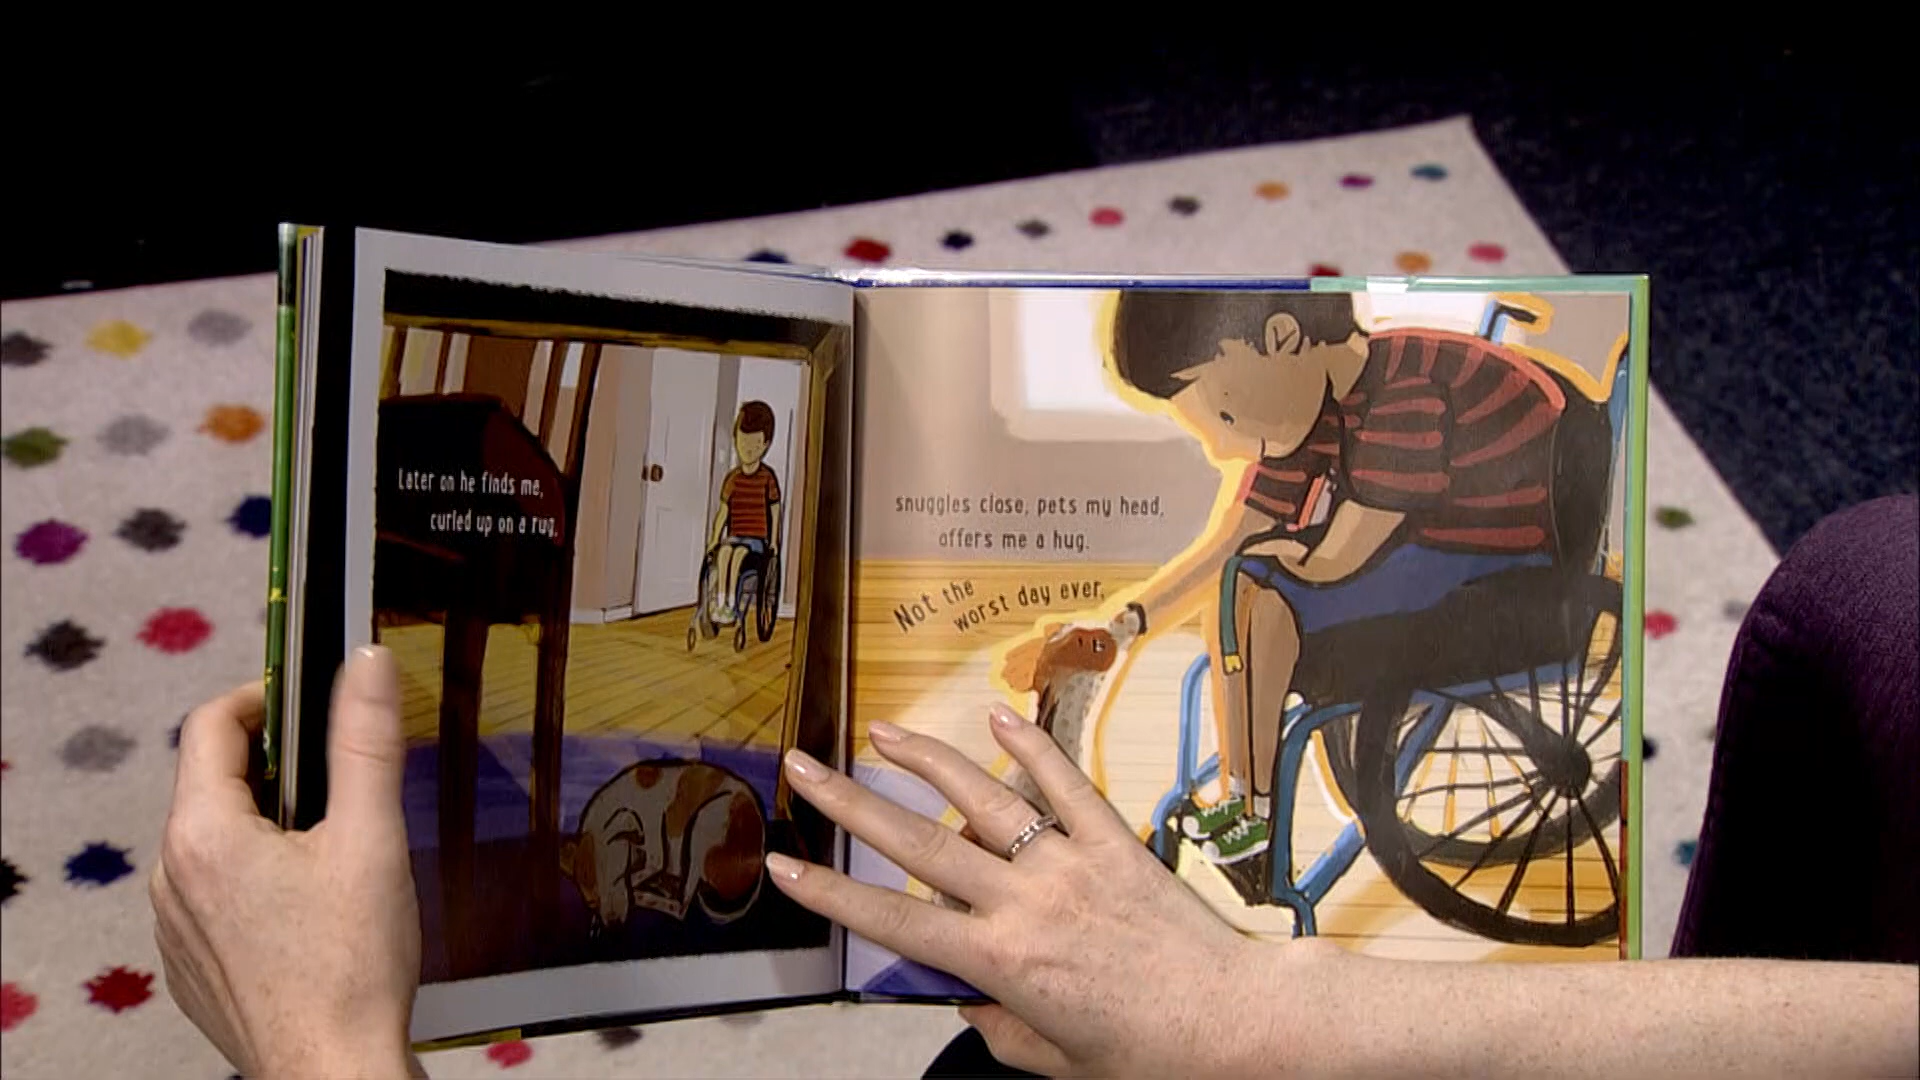 Later on he finds me,
curled up on a rug,
snuggles close, pets my head,
offers me a hug.
Not the
worst day ever,